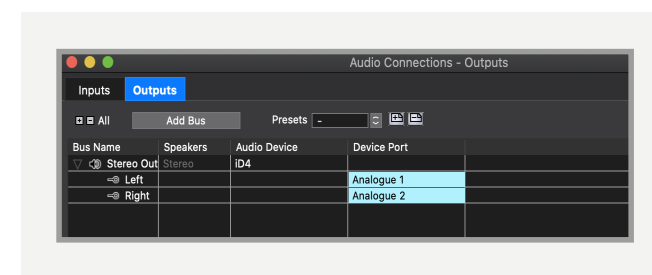 Audio Connections - Outputs
Inputs Outputs
All Add Bus Presets -
Bus Name Speakers Audio Device Device Port
Stereo Out Stereo iD4
Left Analogue 1
Right Analogue 2